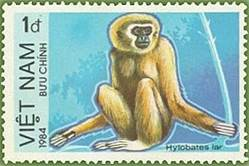 1đ
BƯU CHÍNH
VIỆT NAM
1984
Hylobates lar